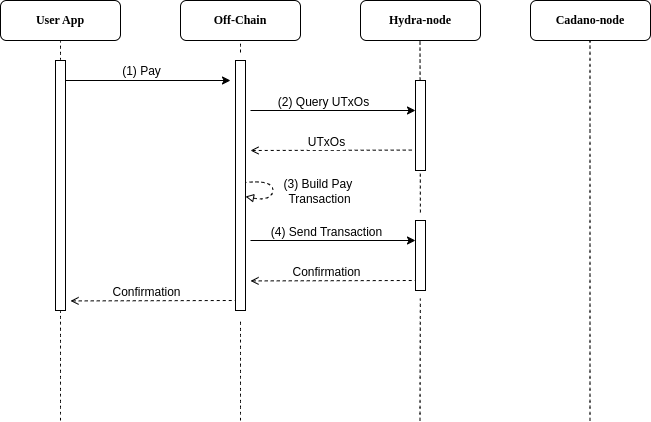 User App
Off-Chain
Hydra-node
Cadano-node
(1) Pay
(2) Query UTxOs
UTxOs
(3) Build Pay
Transaction
(4) Send Transaction
Confirmation
Confirmation